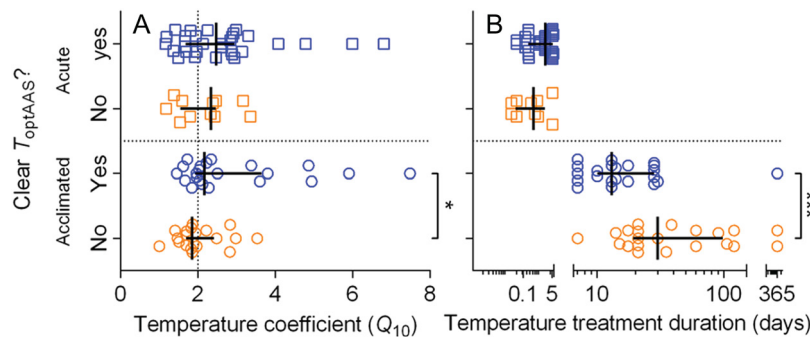 A
B
Clear ToptAAS?
Acute
yes
No
Acclimated
Yes
No
*
***
0 2 4 6 8
0.1 5 10 100 365
Temperature coefficient (Q10)
Temperature treatment duration (days)